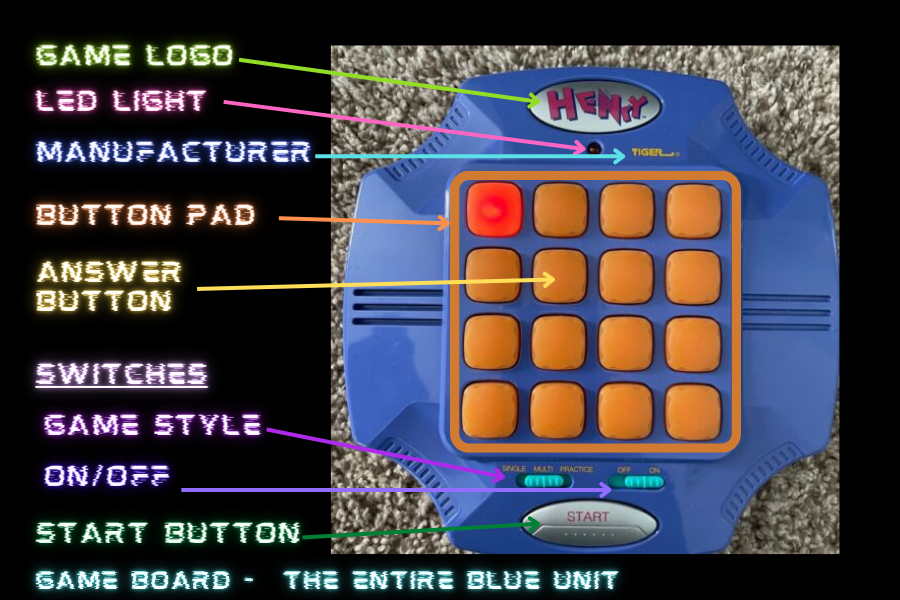 GAME LOGO
HENRY™
LED LIGHT
MANUFACTURER
TIGER®
BUTTON PAD
ANSWER
BUTTON
SWITCHES
GAME STYLE
SINGLE MULTI PRACTICE
OFF ON
ON/OFF
START BUTTON
START
GAME BOARD - THE ENTIRE BLUE UNIT